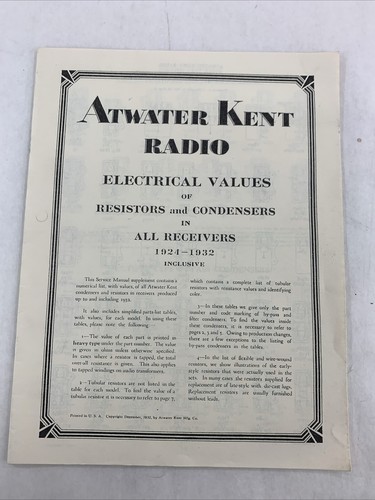 ATWATER KENT
RADIO
ELECTRICAL VALUES
OF
RESISTORS and CONDENSERS
IN
ALL RECEIVERS
1924-1932
INCLUSIVE
This Service Manual supplement contains a
numerical list, with values, of all Atwater Kent
condensers and resistors in receivers produced
up to and including 1932.
It also includes simplified parts-list tables,
with values, for each model. In using these
tables, please note the following:
1—The value of each part is printed in
heavy type under the part number. The value
is given in ohms unless otherwise specified.
In cases where a resistor is tapped, the total
over-all resistance is given. This also applies
to tapped windings on audio transformers.
2—Tubular resistors are not listed in the
table for each model. To find the value of a
tubular resistor it is necessary to refer to page 7,
which contains a complete list of tubular
resistors with resistance values and identifying
color.
3—In these tables we give only the part
number and code marking of by-pass and
filter condensers. To find the values inside
these condensers, it is necessary to refer to
pages 2, 3 and 5. Owing to production changes,
there are a few exceptions in the listing of
by-pass condensers in the tables.
4—In the list of flexible and wire-wound
resistors, we show illustrations of the early-
style resistors that were actually used in the
sets. In many cases the resistors supplied for
replacement are of late-style with die-cast lugs.
Replacement resistors are usually furnished
without leads.
Printed in U. S. A. Copyright December, 1932, by Atwater Kent Mfg. Co.